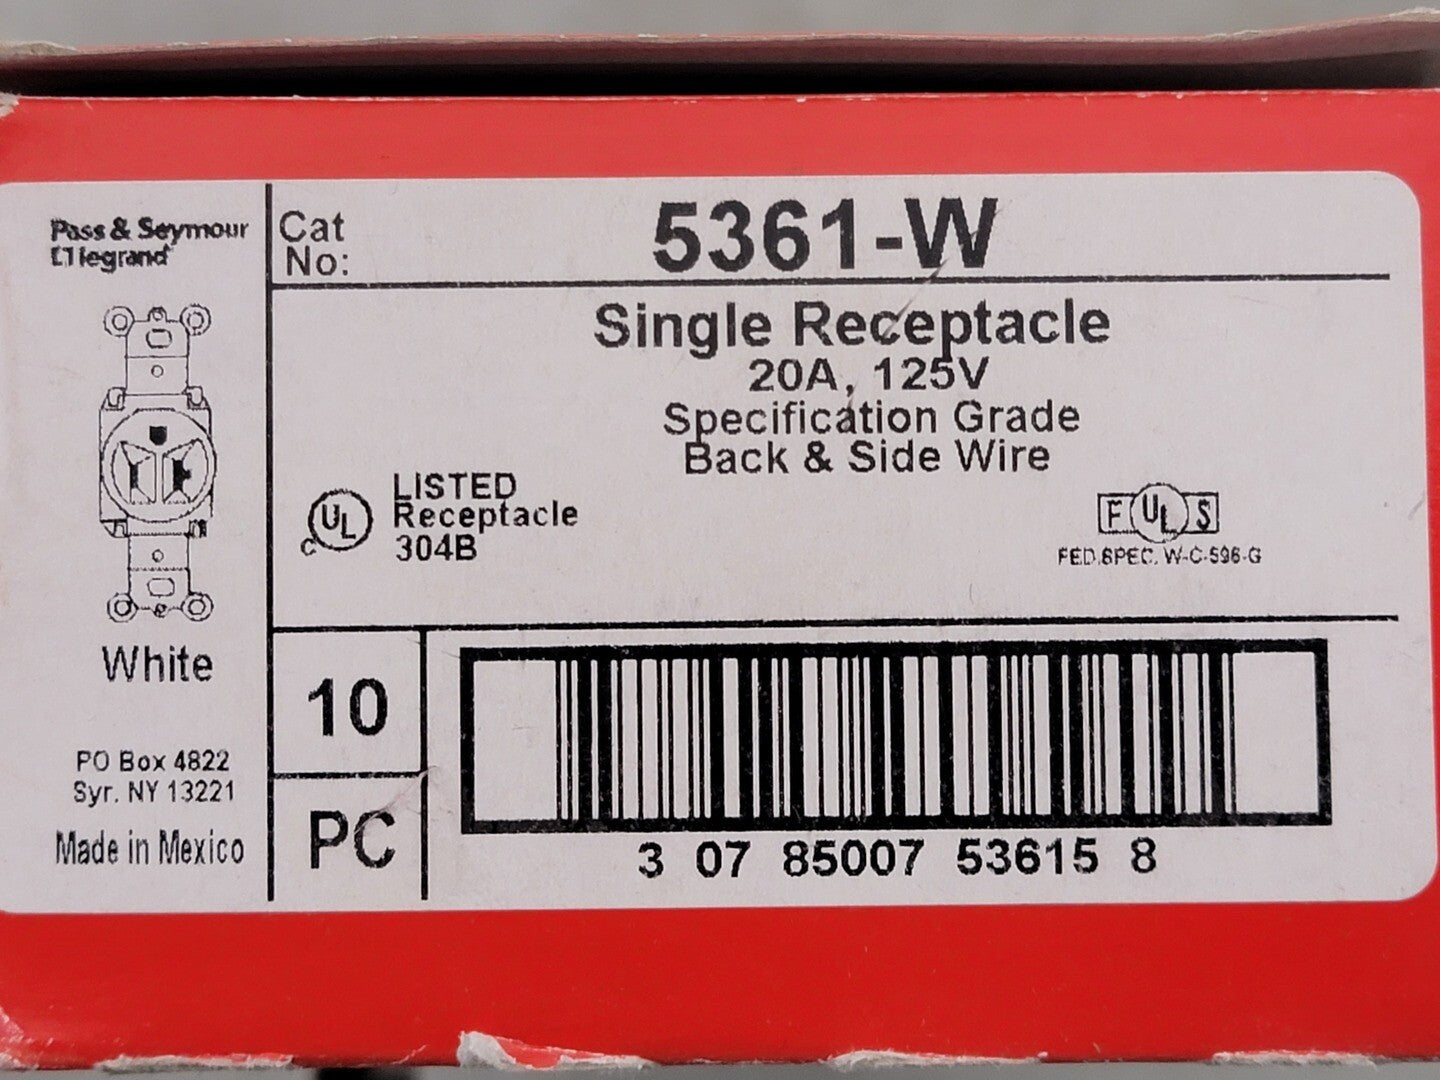 Pass & Seymour
legrand
White
PO Box 4822
Syr. NY 13221
Made in Mexico
Cat
No:
5361-W
Single Receptacle
20A, 125V
Specification Grade
Back & Side Wire
C UL
LISTED
Receptacle
304B
F UL S
FED.SPEC. W-C-596-G
10
PC
3 07 85007 53615 8